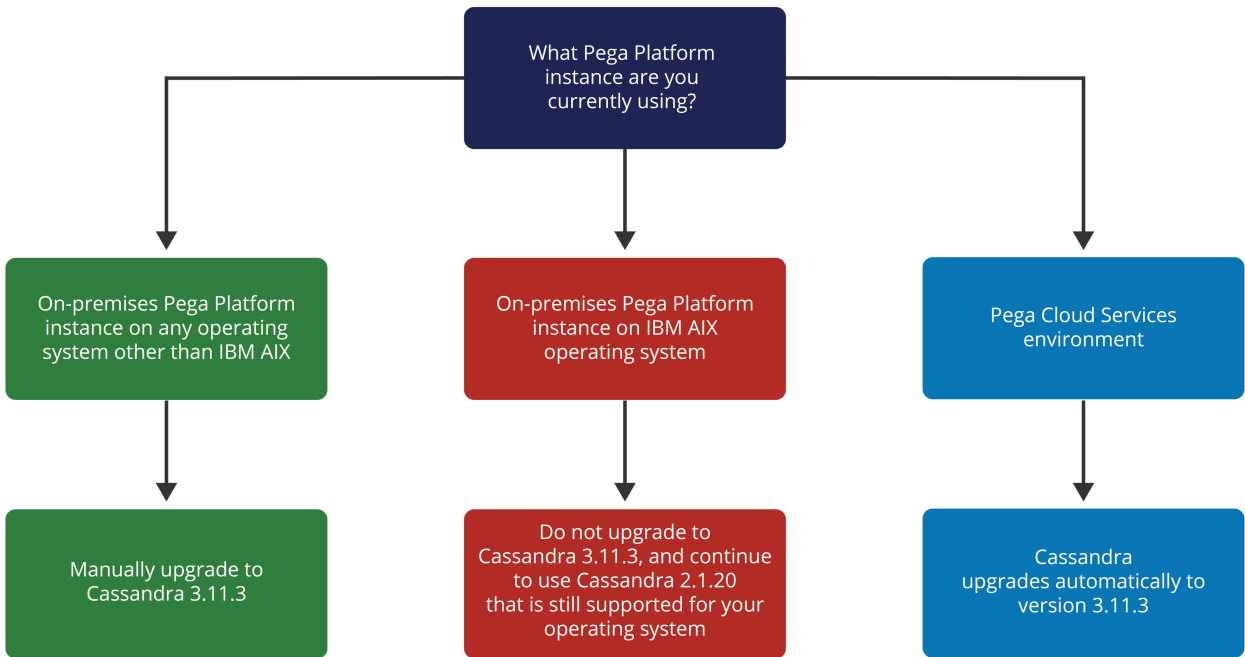 What Pega Platform
instance are you
currently using?
On-premises Pega Platform
instance on any operating
system other than IBM AIX
On-premises Pega Platform
instance on IBM AIX
operating system
Pega Cloud Services
environment
Manually upgrade to
Cassandra 3.11.3
Do not upgrade to
Cassandra 3.11.3, and continue
to use Cassandra 2.1.20
that is still supported for your
operating system
Cassandra
upgrades automatically to
version 3.11.3